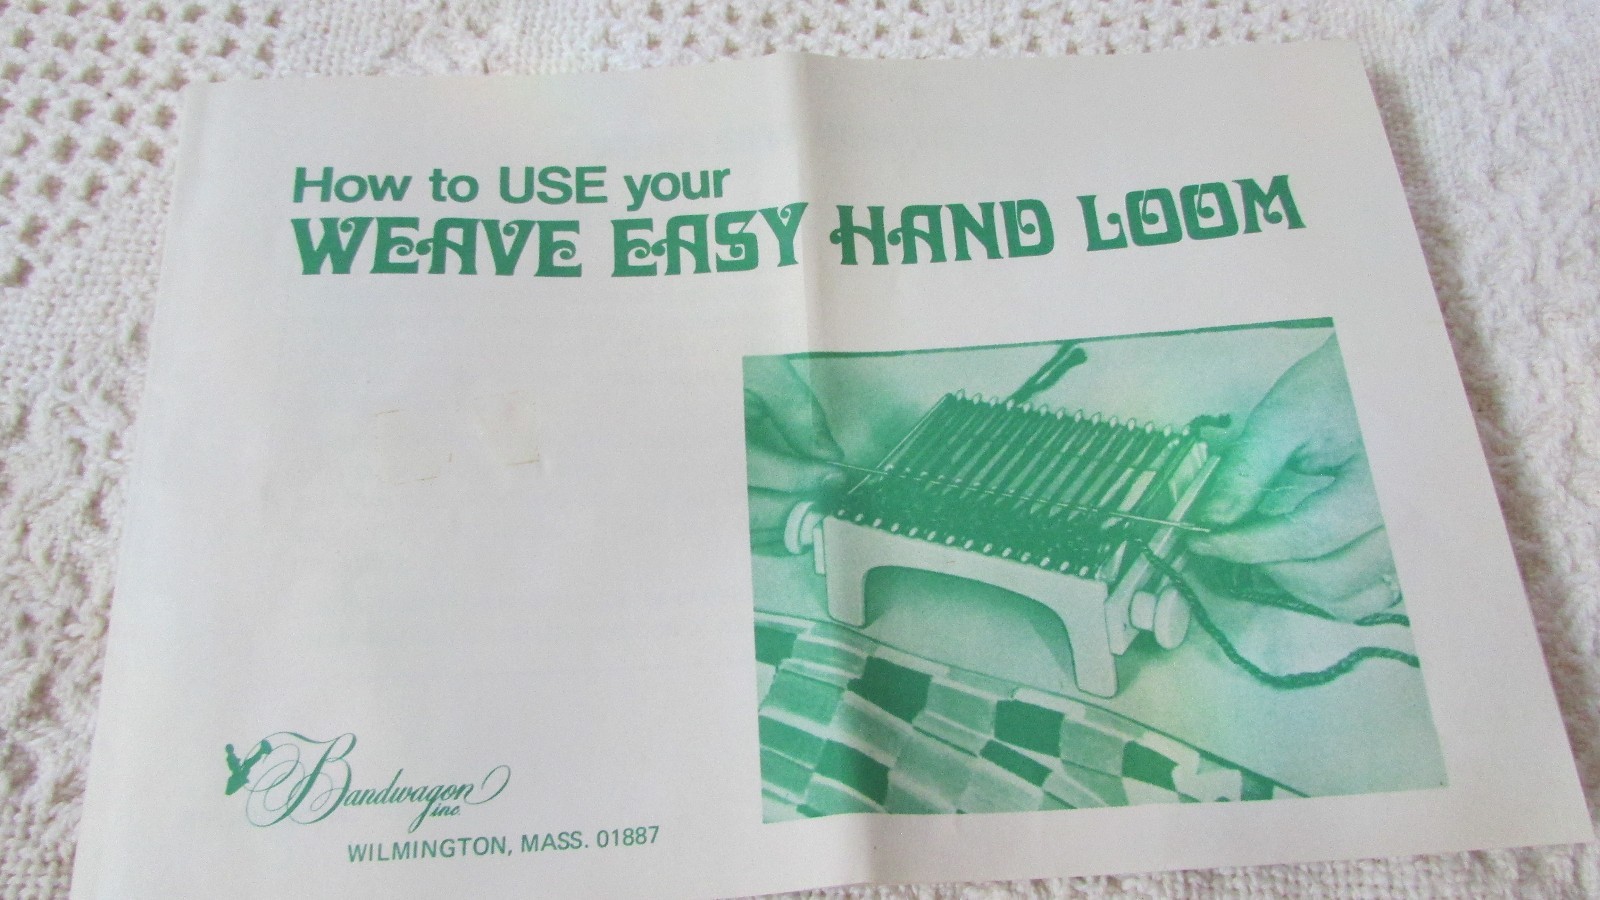 How to USE your
WEAVE EASY HAND LOOM
Bandwagon
inc.
WILMINGTON, MASS. 01887